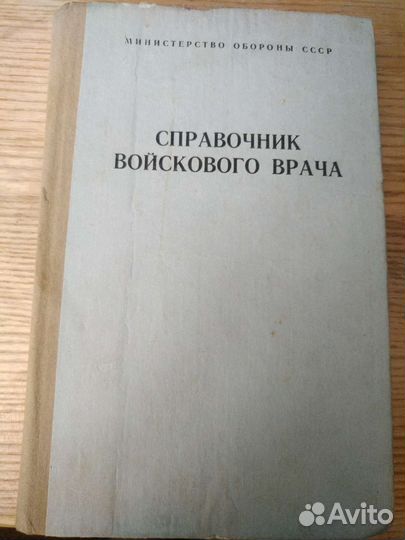 МИНИСТЕРСТВО ОБОРОНЫ СССР
СПРАВОЧНИК
ВОЙСКОВОГО ВРАЧА
Avito